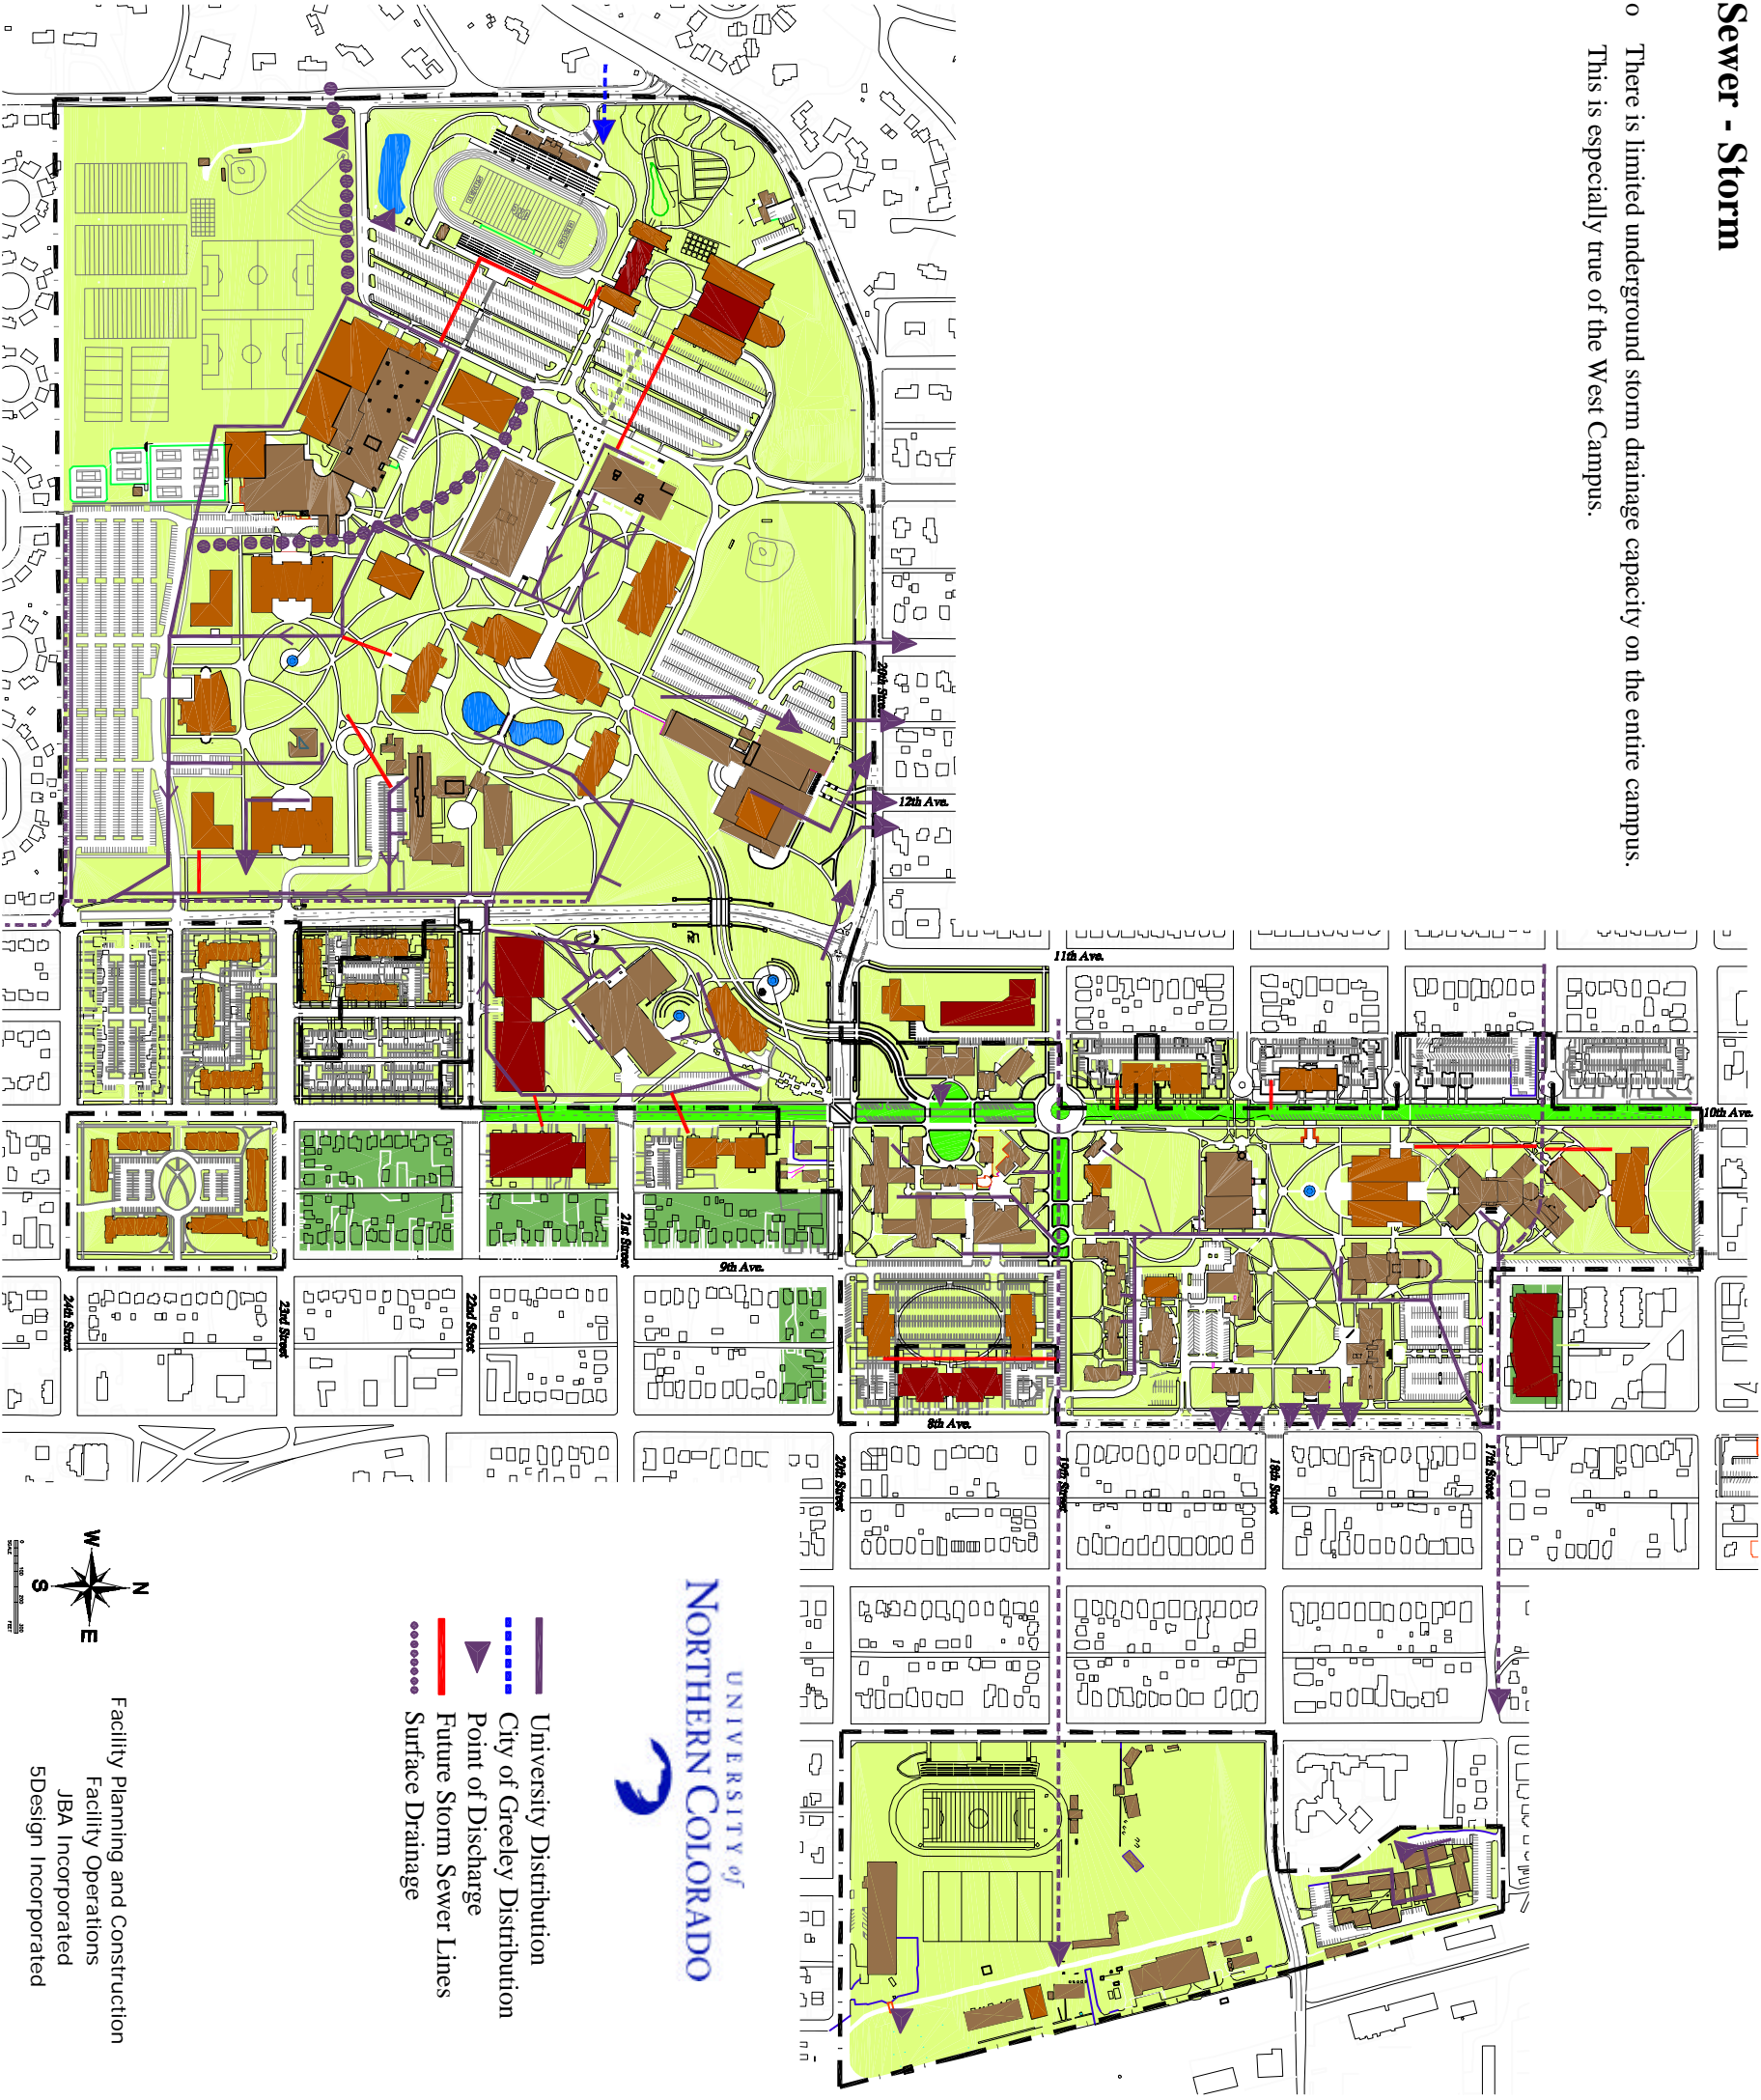 Sewer - Storm
o There is limited underground storm drainage capacity on the entire campus.
This is especially true of the West Campus.
20th Street
12th Ave.
11th Ave.
10th Ave.
21st Street
9th Ave.
24th Street
23rd Street
22nd Street
8th Ave.
20th Street
19th Street
18th Street
17th Street
W
N
S
E
UNIVERSITY of
NORTHERN COLORADO
University Distribution
City of Greeley Distribution
Point of Discharge
Future Storm Sewer Lines
Surface Drainage
Facility Planning and Construction
Facility Operations
JBA Incorporated
5Design Incorporated